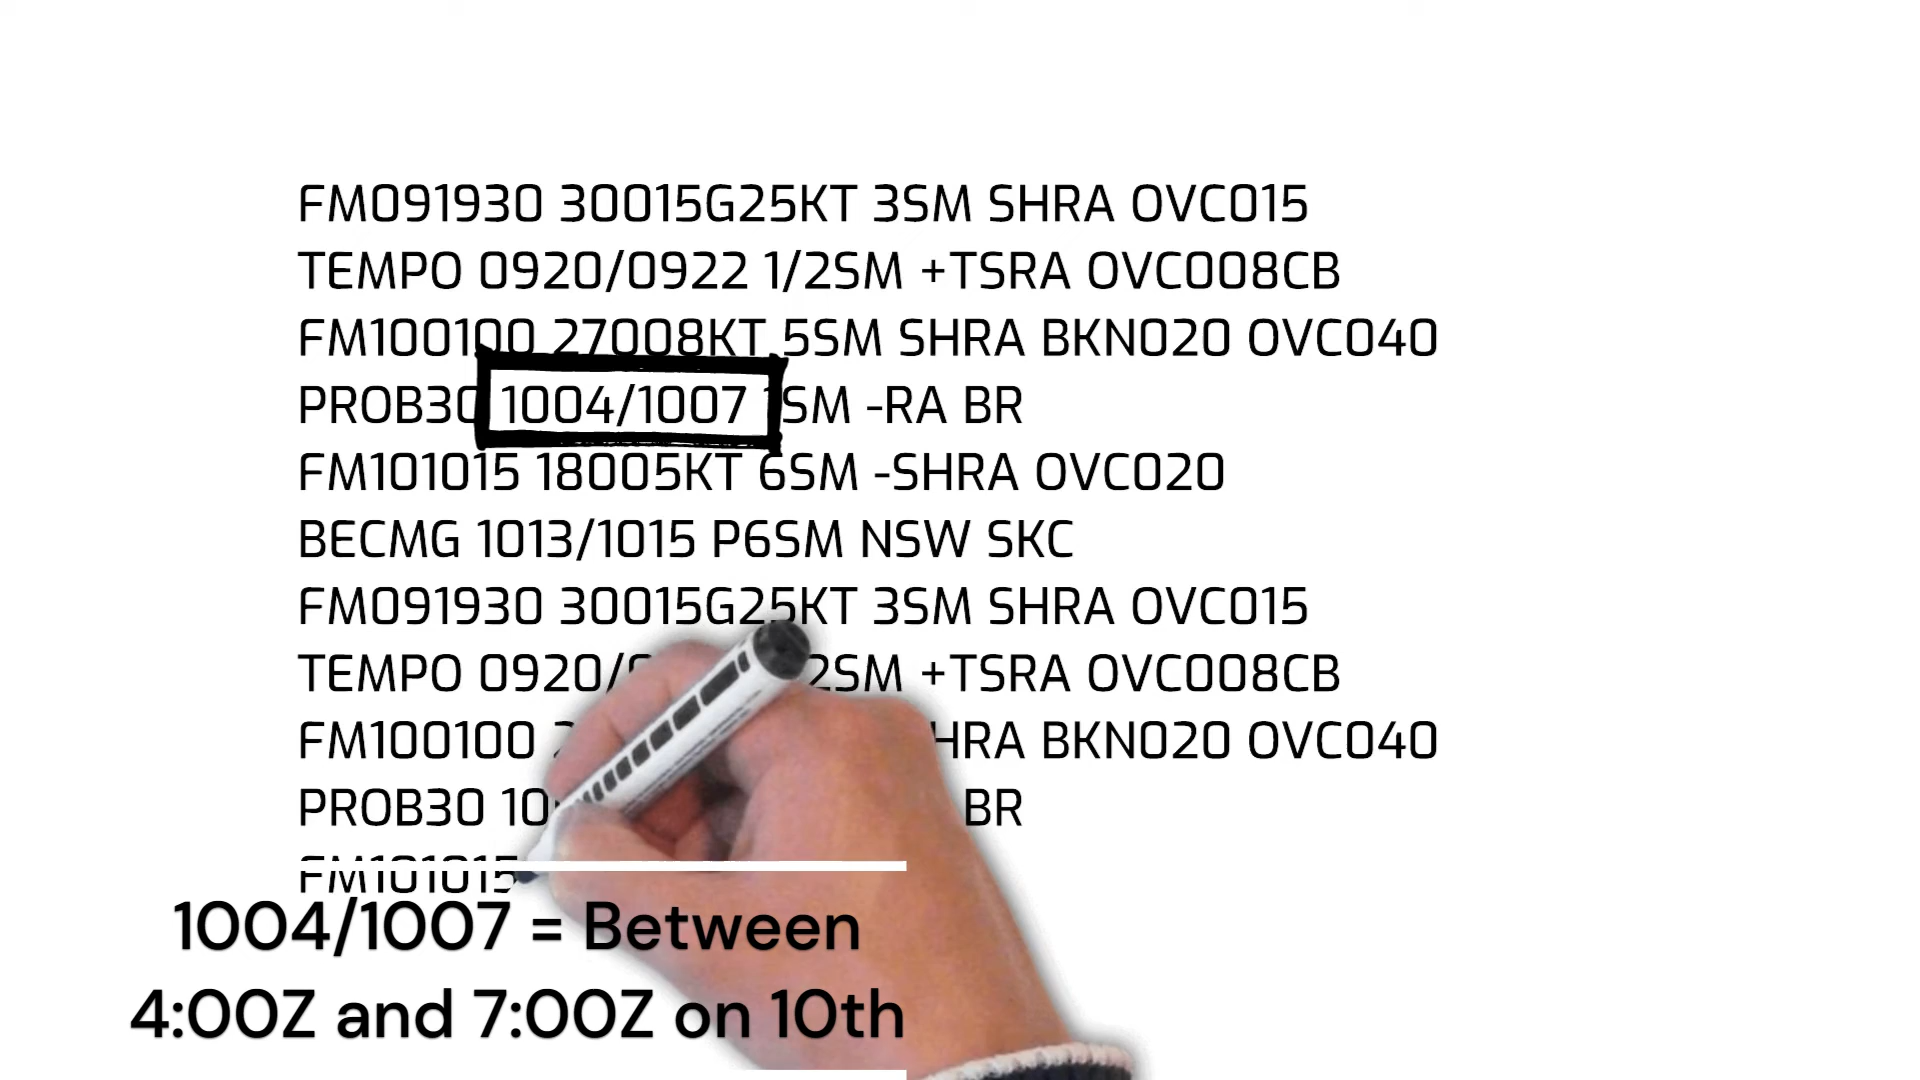 FM091930 30015G25KT 3SM SHRA OVC015
TEMPO 0920/0922 1/2SM +TSRA OVC008CB
FM100100 27008KT 5SM SHRA BKN020 OVC040
PROB30 1004/1007 1SM -RA BR
FM101015 18005KT 6SM -SHRA OVC020
BECMG 1013/1015 P6SM NSW SKC
FM091930 30015G25KT 3SM SHRA OVC015
TEMPO 0920/ 2SM +TSRA OVC008CB
FM100100 HRA BKN020 OVC040
PROB30 10 BR
FM101015
1004/1007 = Between
4:00Z and 7:00Z on 10th